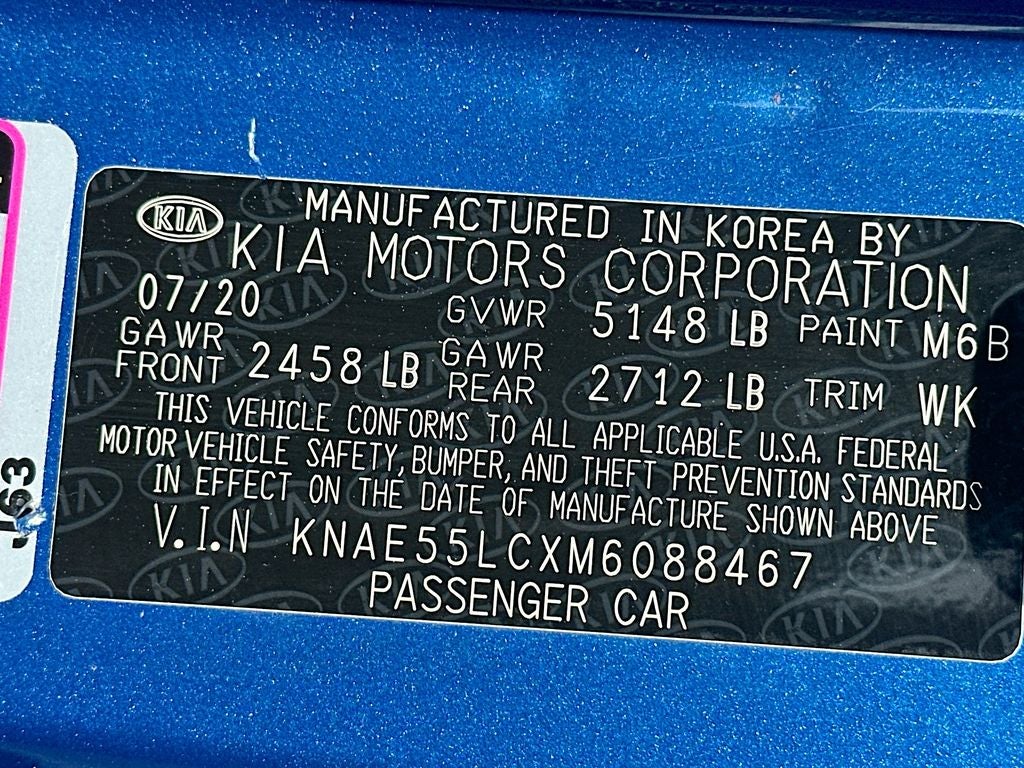 KIA
MANUFACTURED IN KOREA BY
KIA MOTORS CORPORATION
07/20 GVWR 5148 LB PAINT M6B
GAWR FRONT 2458 LB GAWR REAR 2712 LB TRIM WK
THIS VEHICLE CONFORMS TO ALL APPLICABLE U.S.A. FEDERAL
MOTOR VEHICLE SAFETY, BUMPER, AND THEFT PREVENTION STANDARDS
IN EFFECT ON THE DATE OF MANUFACTURE SHOWN ABOVE
V.I.N KNAE55LCXM6088467
PASSENGER CAR